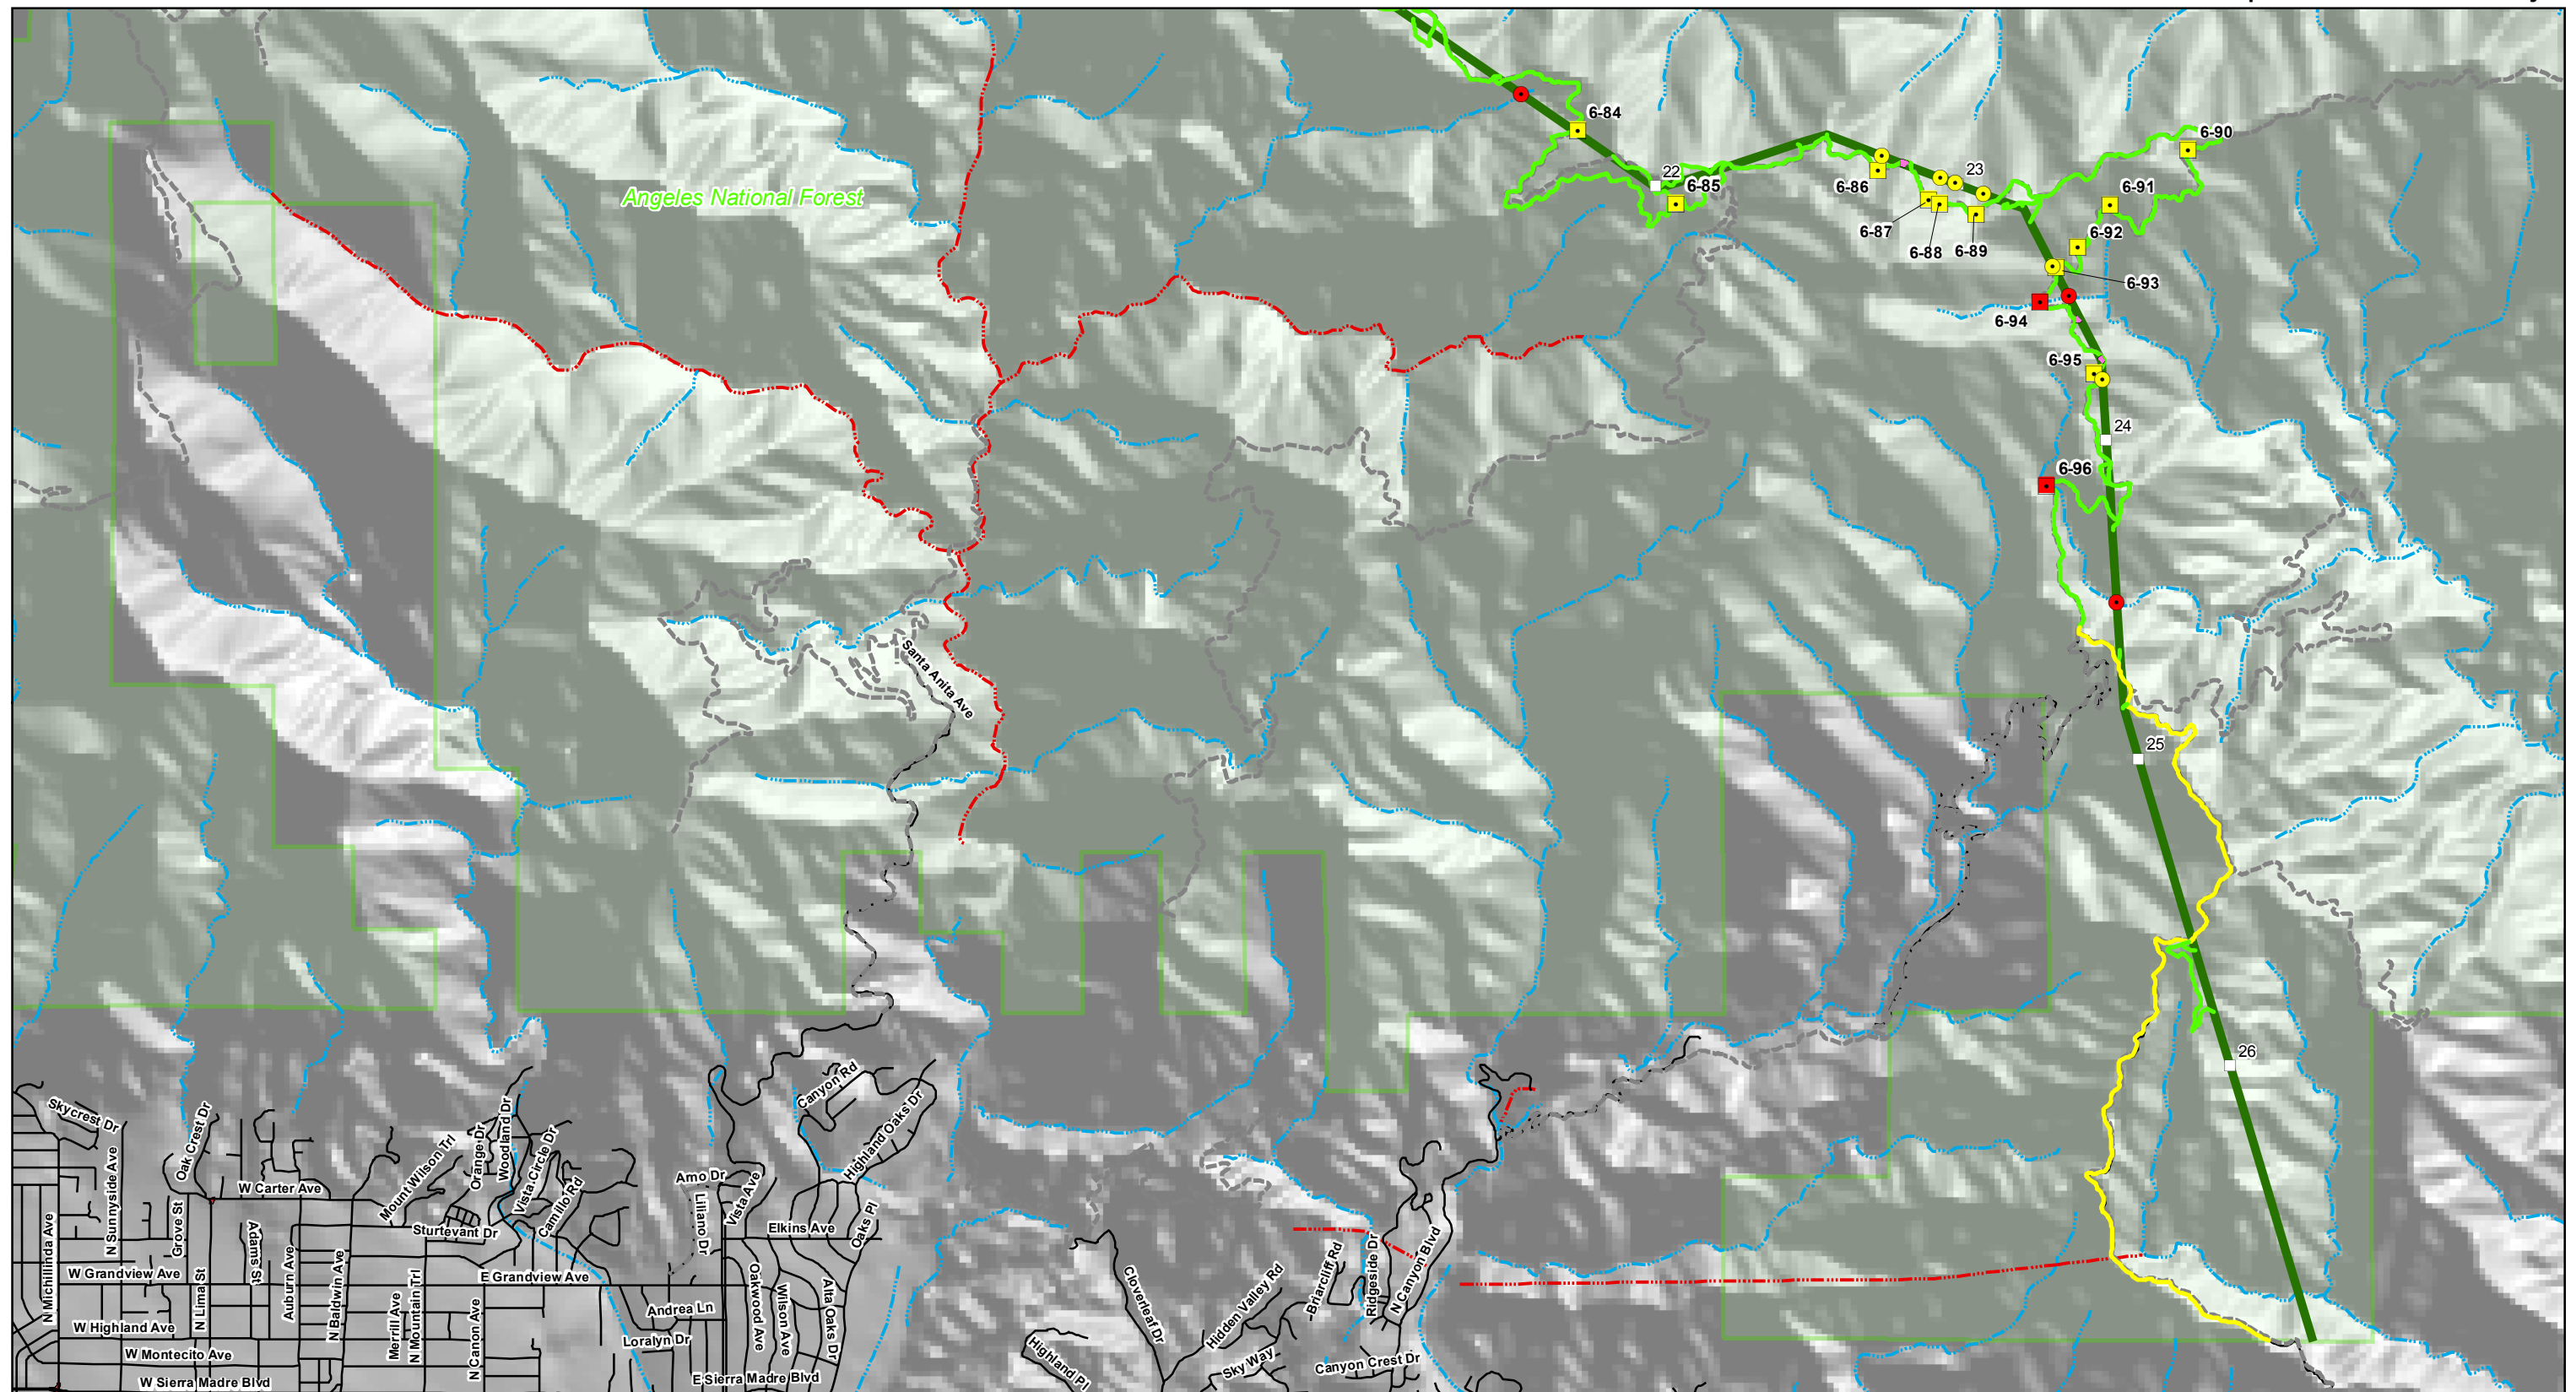 6-84
6-90
22
6-85
6-86
23
6-91
Angeles National Forest
6-87
6-88
6-89
6-92
6-93
6-94
6-95
24
6-96
Santa Anita Ave
25
26
Skycrest Dr
Oak Crest Dr
N Sunnyside Ave
Grove St
W Carter Ave
Mount Wilson Trl
Orange Dr
Woodland Dr
Vista Circle Dr
Camillo Rd
Sturtevant Dr
Canyon Rd
Highland Oaks Dr
Amo Dr
Liliano Dr
Vista Ave
Elkins Ave
Oaks Pl
N Michillinda Ave
W Grandview Ave
N Lima St
Adams St
Auburn Ave
N Baldwin Ave
Merrill Ave
N Mountain Trl
N Canon Ave
E Grandview Ave
Andrea Ln
Loralyn Dr
Oakwood Ave
Wilson Ave
Alta Oaks Dr
W Highland Ave
W Montecito Ave
W Sierra Madre Blvd
E Sierra Madre Blvd
Highland Pl
Cloverleaf Dr
Hidden Valley Rd
Sky Way
Briarcliff Rd
Ridgeside Dr
N Canyon Blvd
Canyon Crest Dr